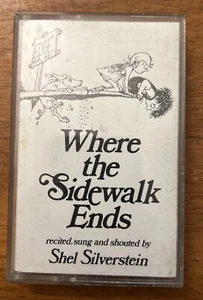 Where
the
Sidewalk
Ends
recited, sung and shouted by
Shel Silverstein